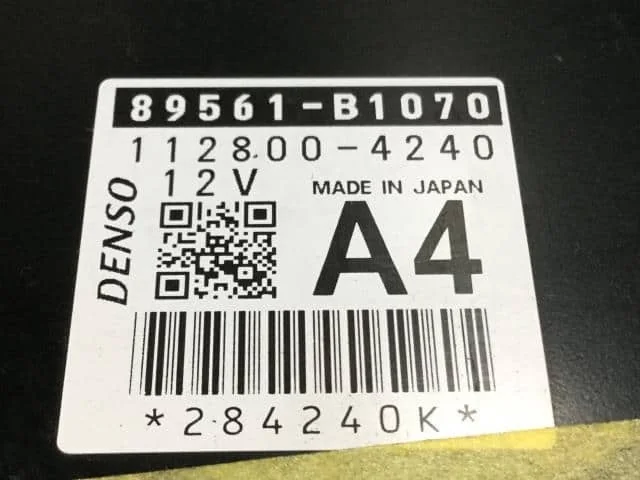 89561-B1070
112800-4240
12V
MADE IN JAPAN
DENSO
A4
*284240K*